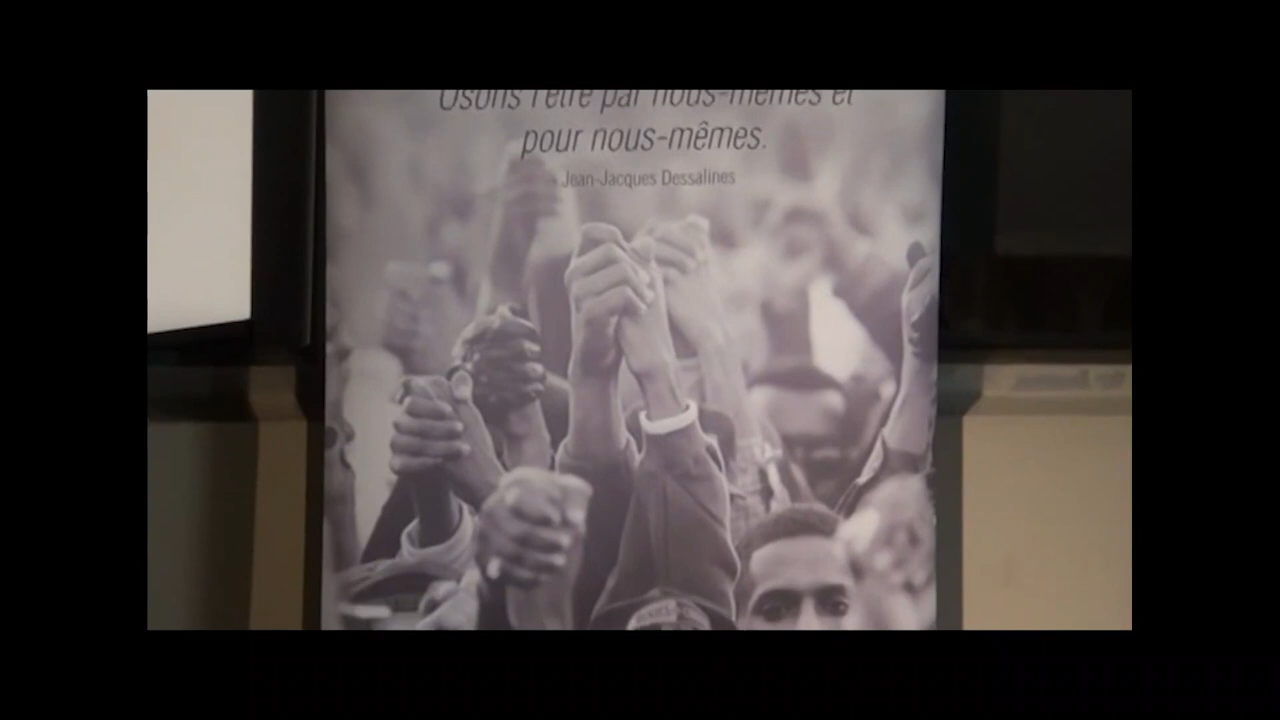 Osons l'être par nous-mêmes et
pour nous-mêmes.
Jean-Jacques Dessalines